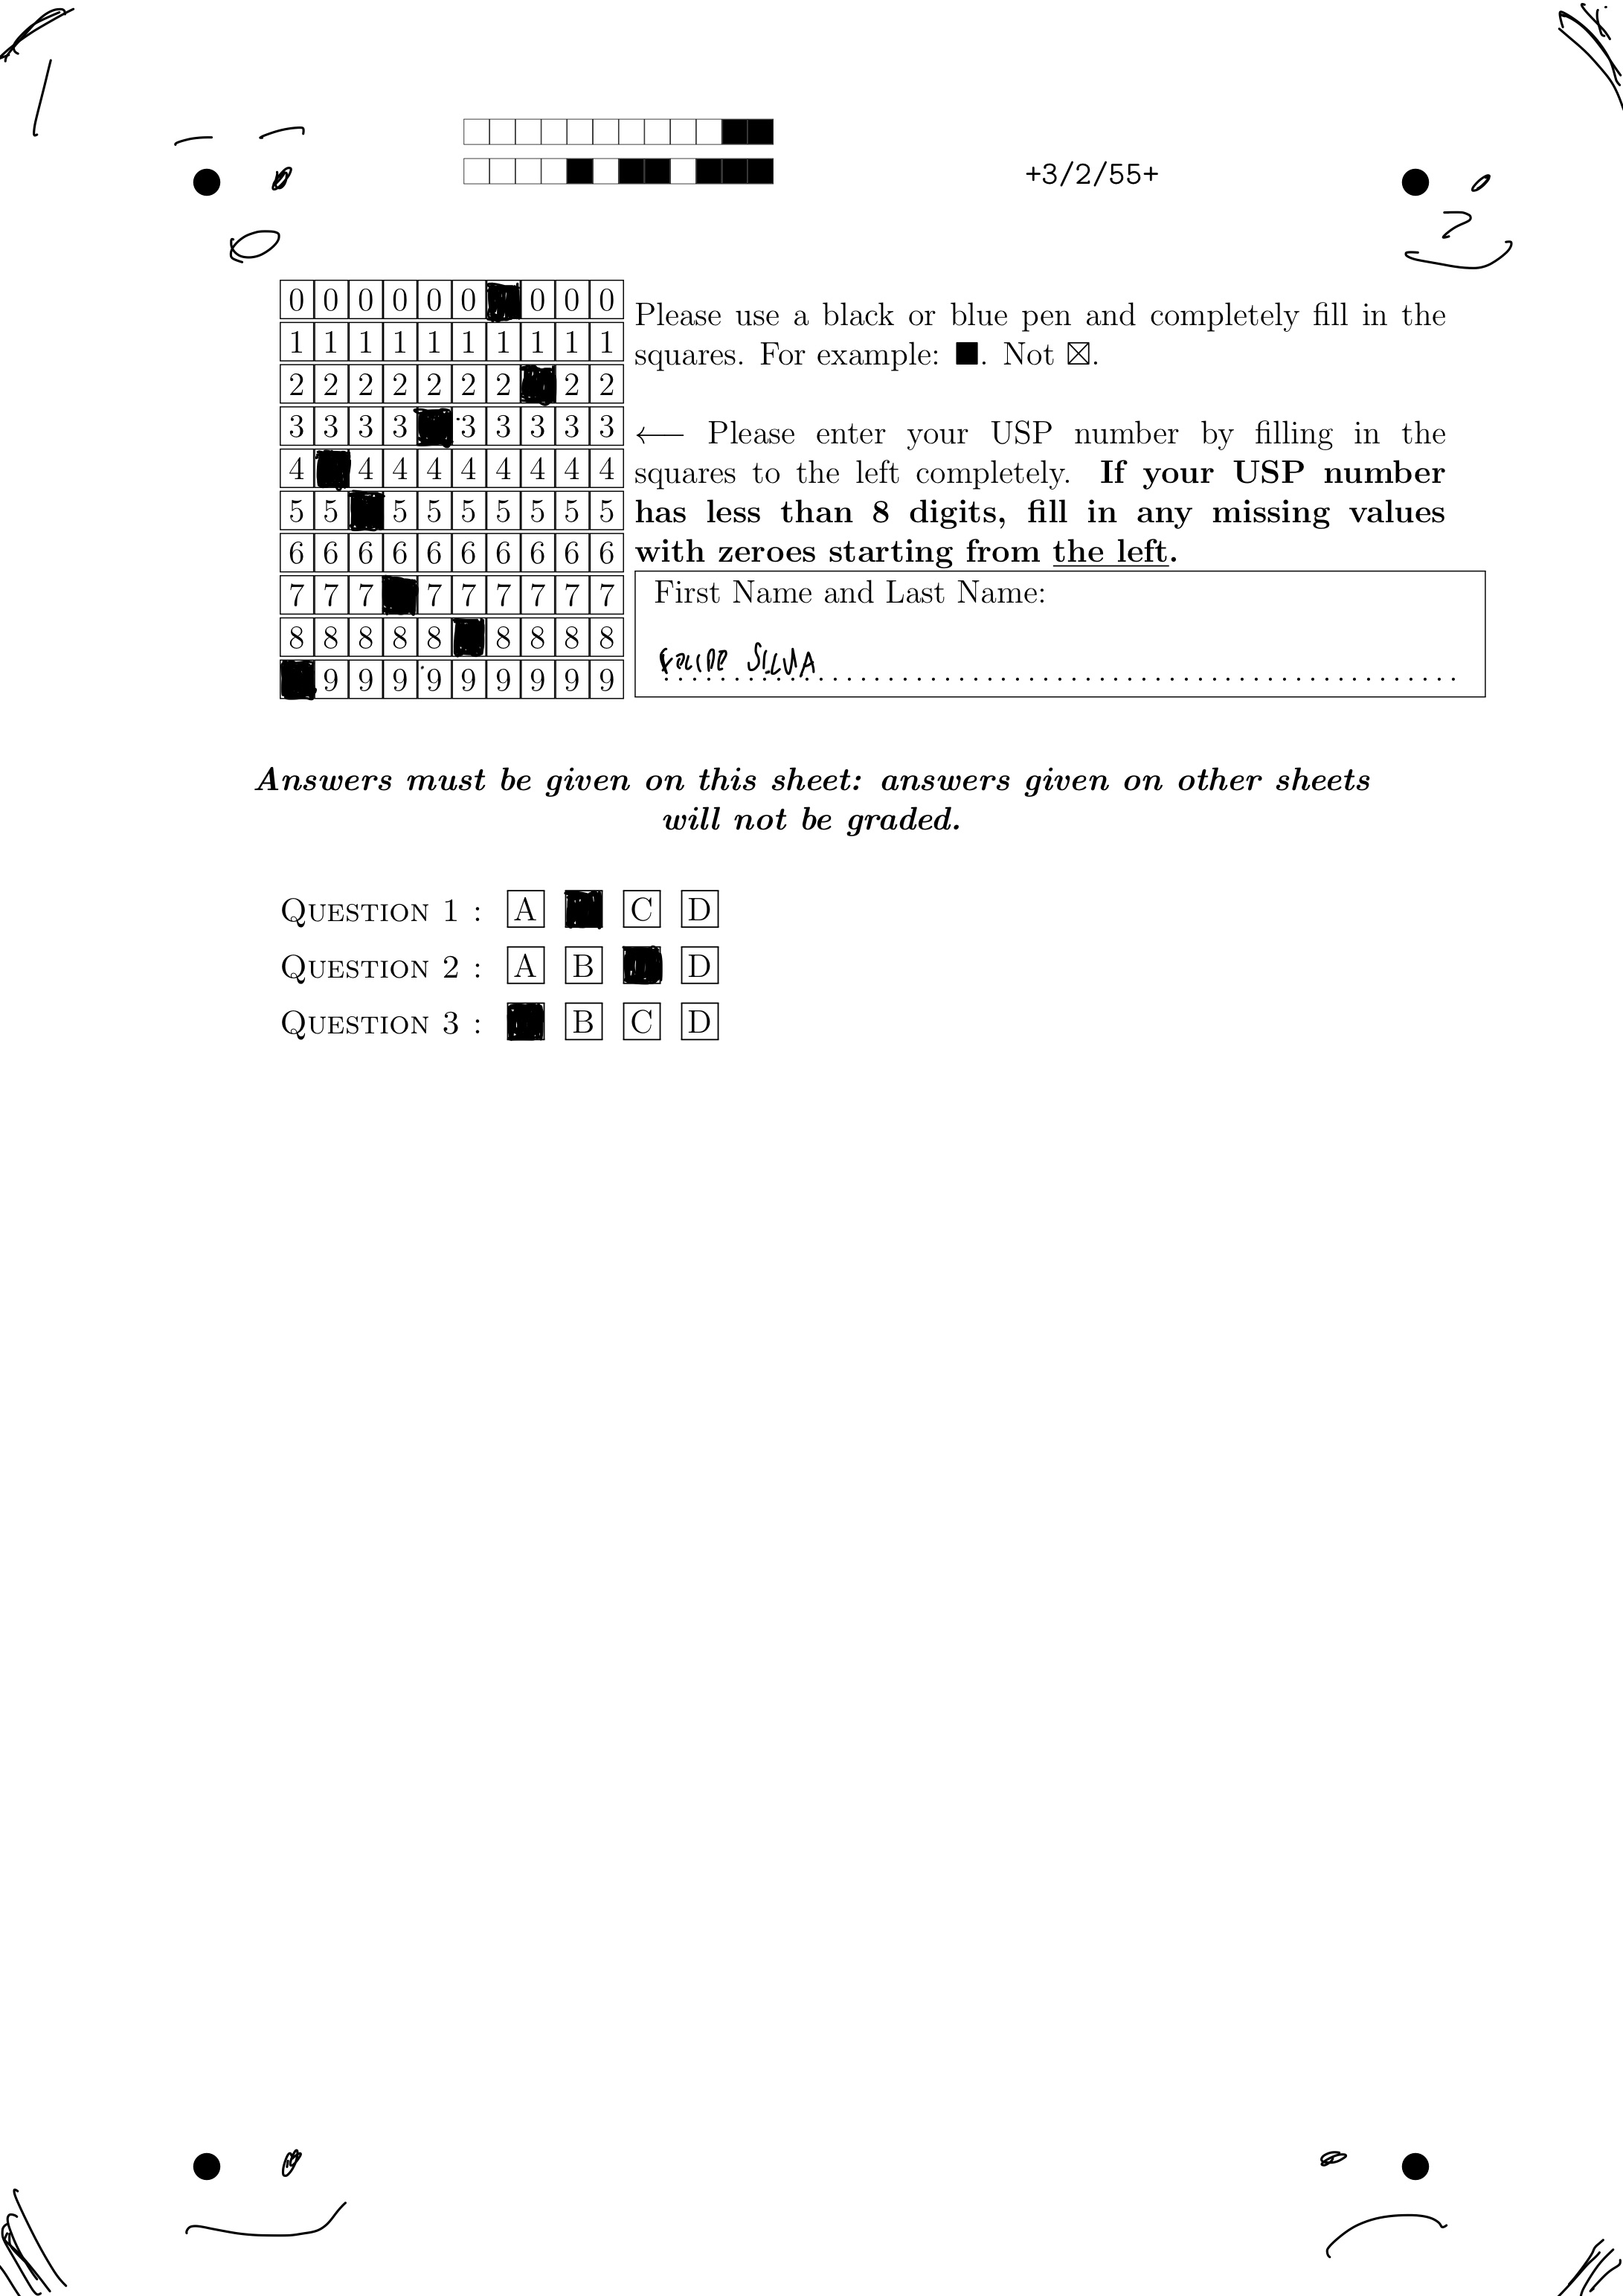 +3/2/55+
0 0 0 0 0 0 0 0 0
1 1 1 1 1 1 1 1 1 1
2 2 2 2 2 2 2 2 2
3 3 3 3 3 3 3 3 3
4 4 4 4 4 4 4 4 4
5 5 5 5 5 5 5 5 5
6 6 6 6 6 6 6 6 6 6
7 7 7 7 7 7 7 7 7
8 8 8 8 8 8 8 8 8
9 9 9 9 9 9 9 9 9
Please use a black or blue pen and completely fill in the
squares. For example: ■. Not ☒.
← Please enter your USP number by filling in the
squares to the left completely. If your USP number
has less than 8 digits, fill in any missing values
with zeroes starting from the left.
First Name and Last Name:
SILVA
Answers must be given on this sheet: answers given on other sheets
will not be graded.
Question 1 : A C D
Question 2 : A B D
Question 3 : B C D